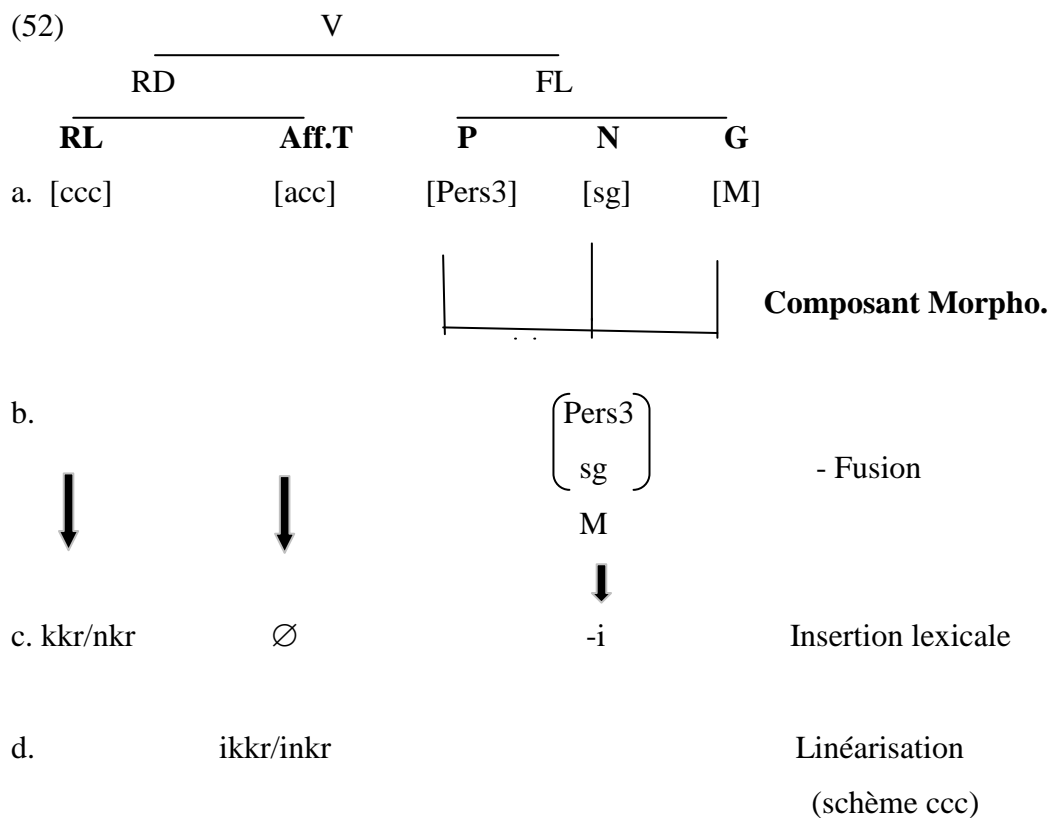 (52) V
RD FL
RL Aff.T P N G
a. [ccc] [acc] [Pers3] [sg] [M]
Composant Morpho.
b. Pers3
sg - Fusion
M
c. kkr/nkr ∅ -i Insertion lexicale
d. ikkr/inkr Linéarisation
(schème ccc)